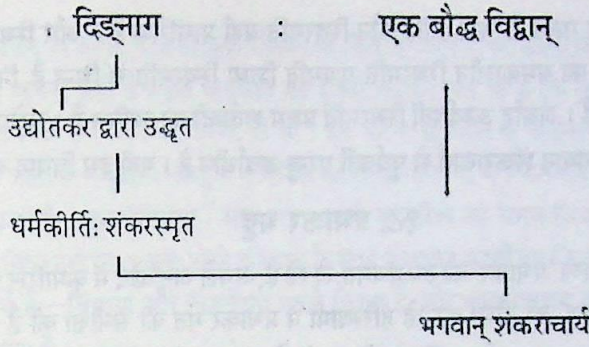 दिङ्नाग : एक बौद्ध विद्वान्
उद्योतकर द्वारा उद्धृत
धर्मकीर्तिः शंकरस्मृत
भगवान् शंकराचार्य